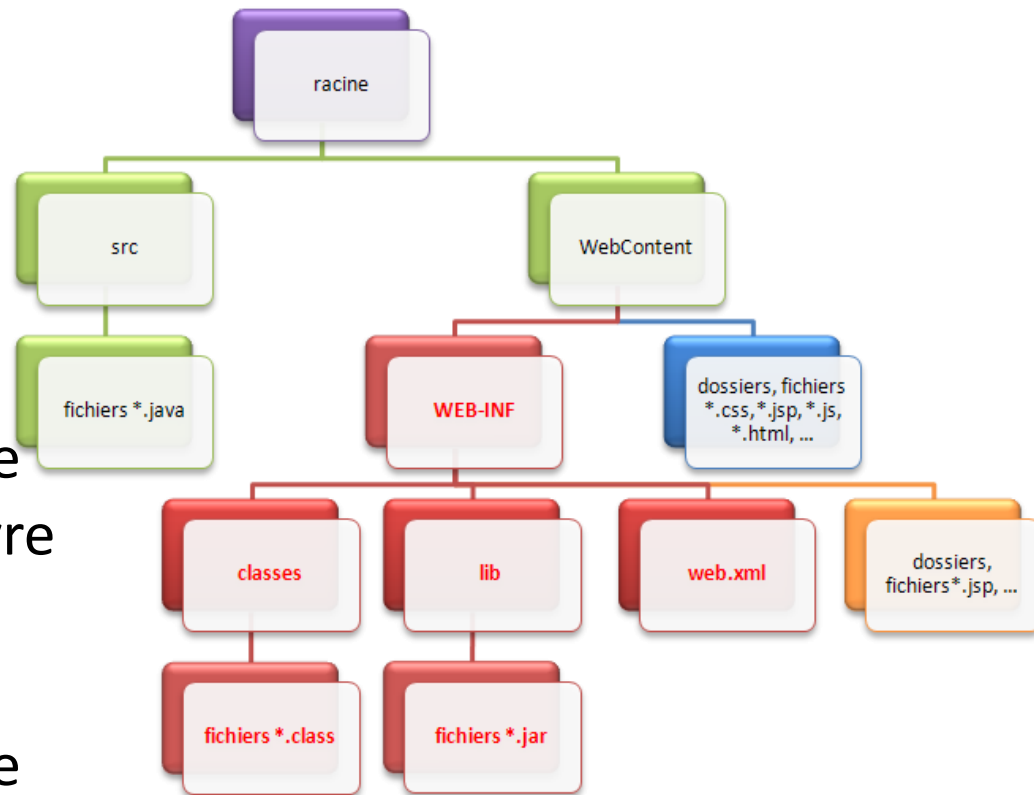 racine
src
WebContent
fichiers *.java
WEB-INF
dossiers, fichiers
*.css,*.jsp,*.js,
*.html, ...
e
re
classes
lib
web.xml
dossiers,
fichiers*.jsp, ...
fichiers *.class
fichiers *.jar
e